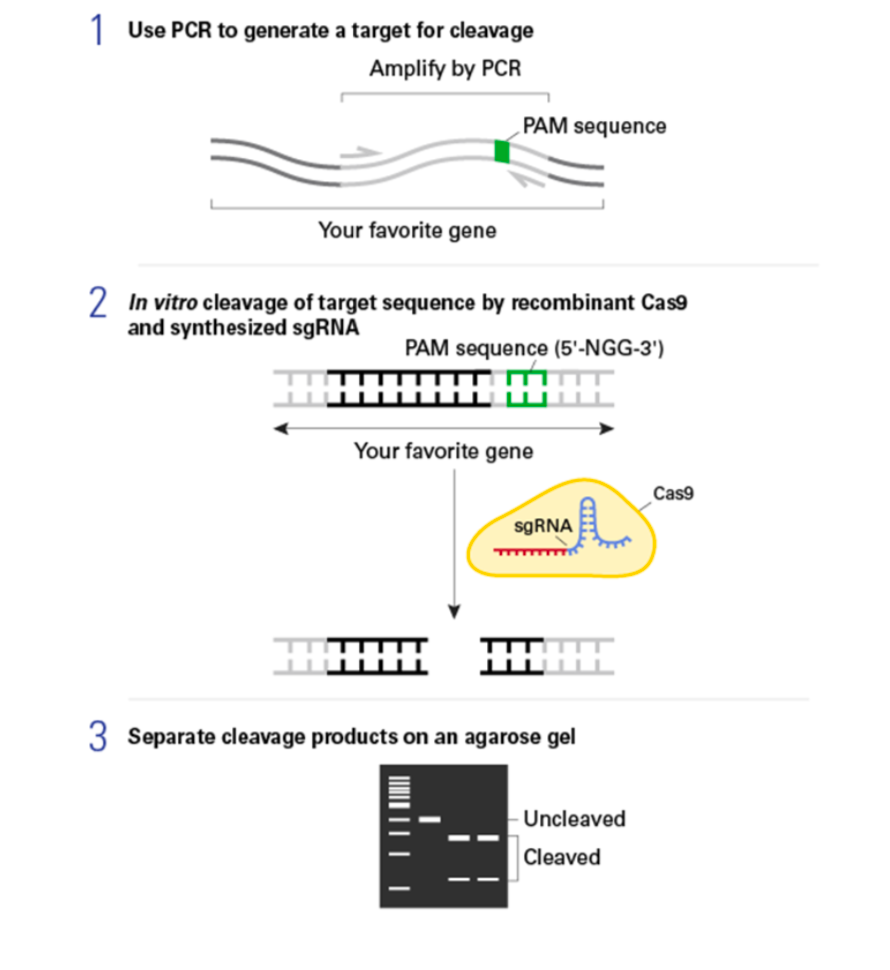 1 Use PCR to generate a target for cleavage
Amplify by PCR
PAM sequence
Your favorite gene
2 In vitro cleavage of target sequence by recombinant Cas9
and synthesized sgRNA
PAM sequence (5'-NGG-3')
Your favorite gene
Cas9
sgRNA
3 Separate cleavage products on an agarose gel
Uncleaved
Cleaved